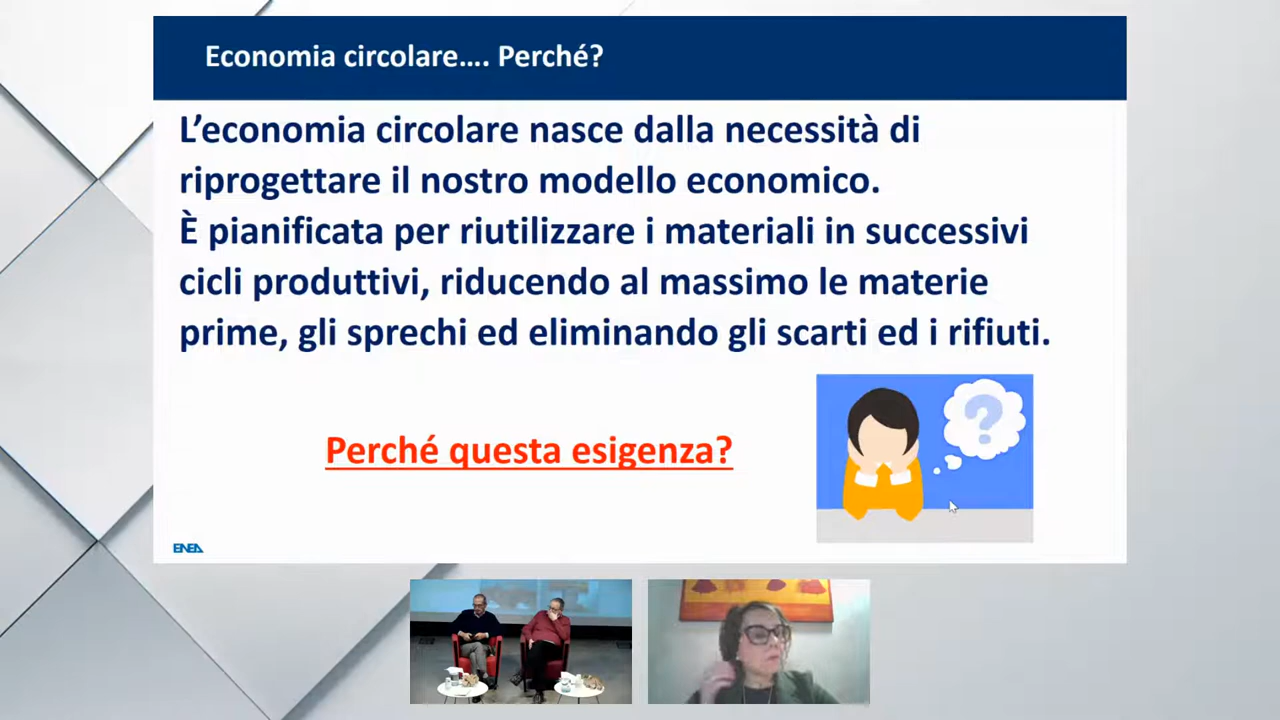 Economia circolare.... Perché?
L’economia circolare nasce dalla necessità di
riprogettare il nostro modello economico.
È pianificata per riutilizzare i materiali in successivi
cicli produttivi, riducendo al massimo le materie
prime, gli sprechi ed eliminando gli scarti ed i rifiuti.
Perché questa esigenza?
?
ENEA